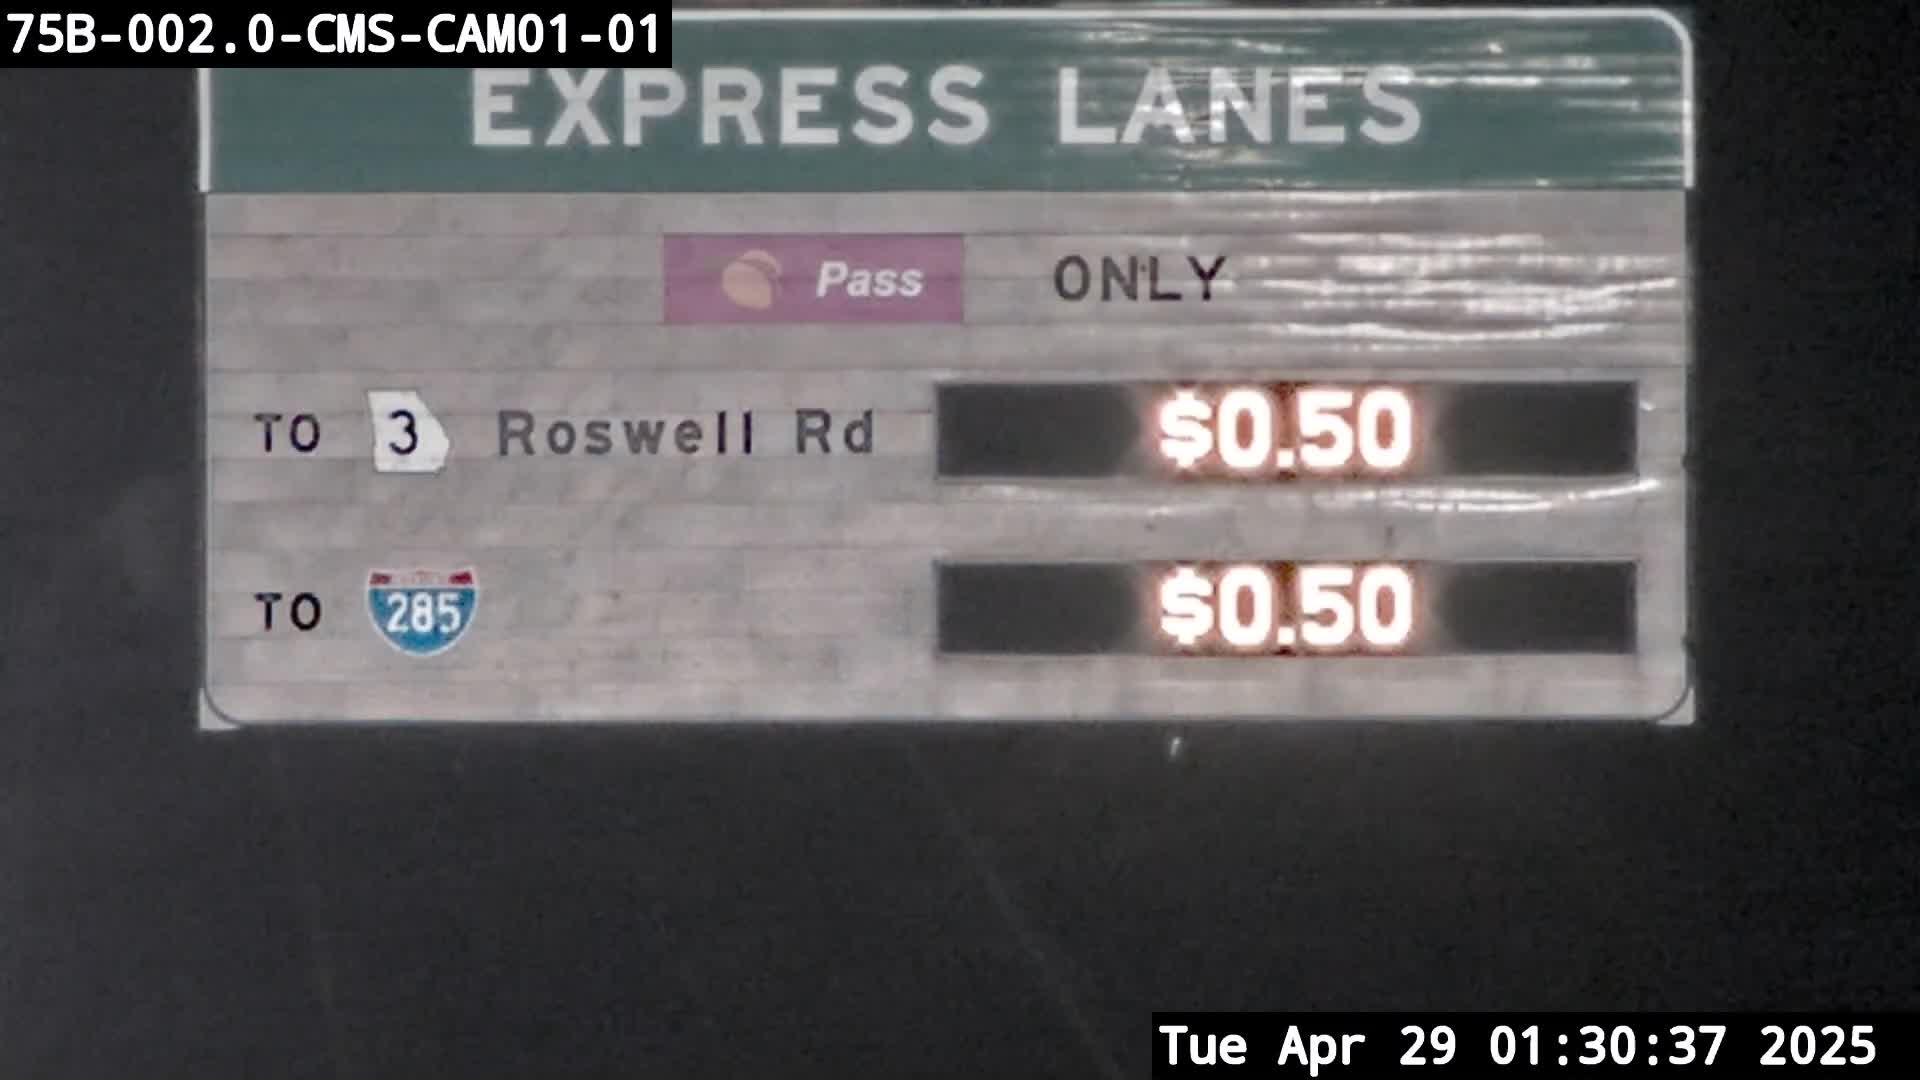 75B-002.0-CMS-CAM01-01
EXPRESS LANES
Pass ONLY
TO 3 Roswell Rd $0.50
TO 285 $0.50
Tue Apr 29 01:30:37 2025